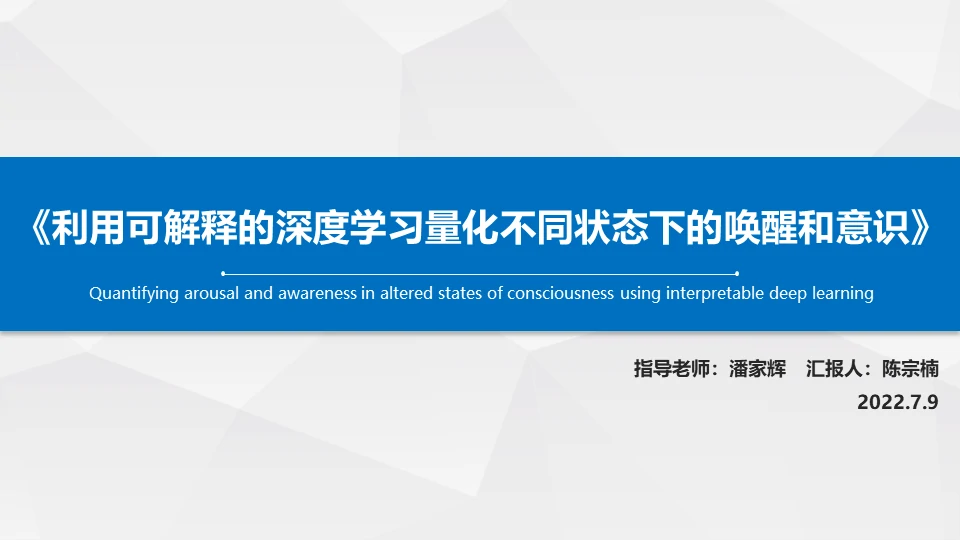 《利用可解释的深度学习量化不同状态下的唤醒和意识》
Quantifying arousal and awareness in altered states of consciousness using interpretable deep learning
指导老师：潘家辉 汇报人：陈宗楠
2022.7.9